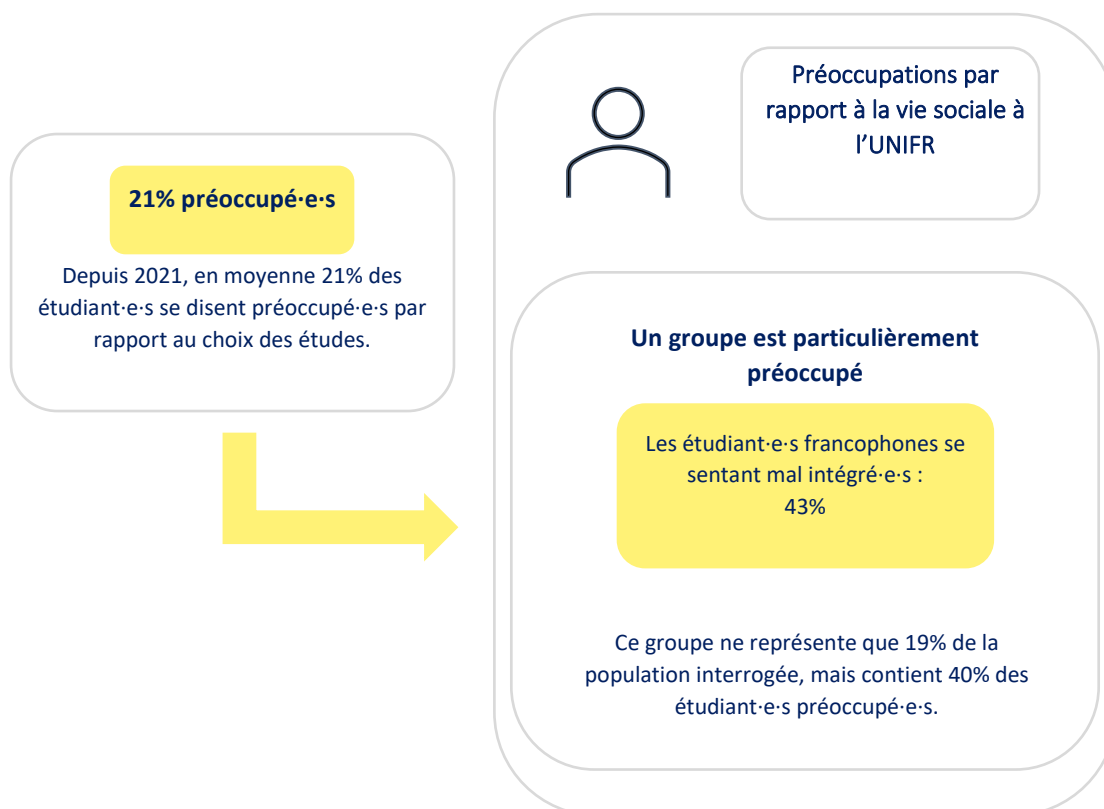 21% préoccupé·e·s
Depuis 2021, en moyenne 21% des
étudiant·e·s se disent préoccupé·e·s par
rapport au choix des études.
Préoccupations par
rapport à la vie sociale à
l’UNIFR
Un groupe est particulièrement
préoccupé
Les étudiant·e·s francophones se
sentant mal intégré·e·s :
43%
Ce groupe ne représente que 19% de la
population interrogée, mais contient 40% des
étudiant·e·s préoccupé·e·s.